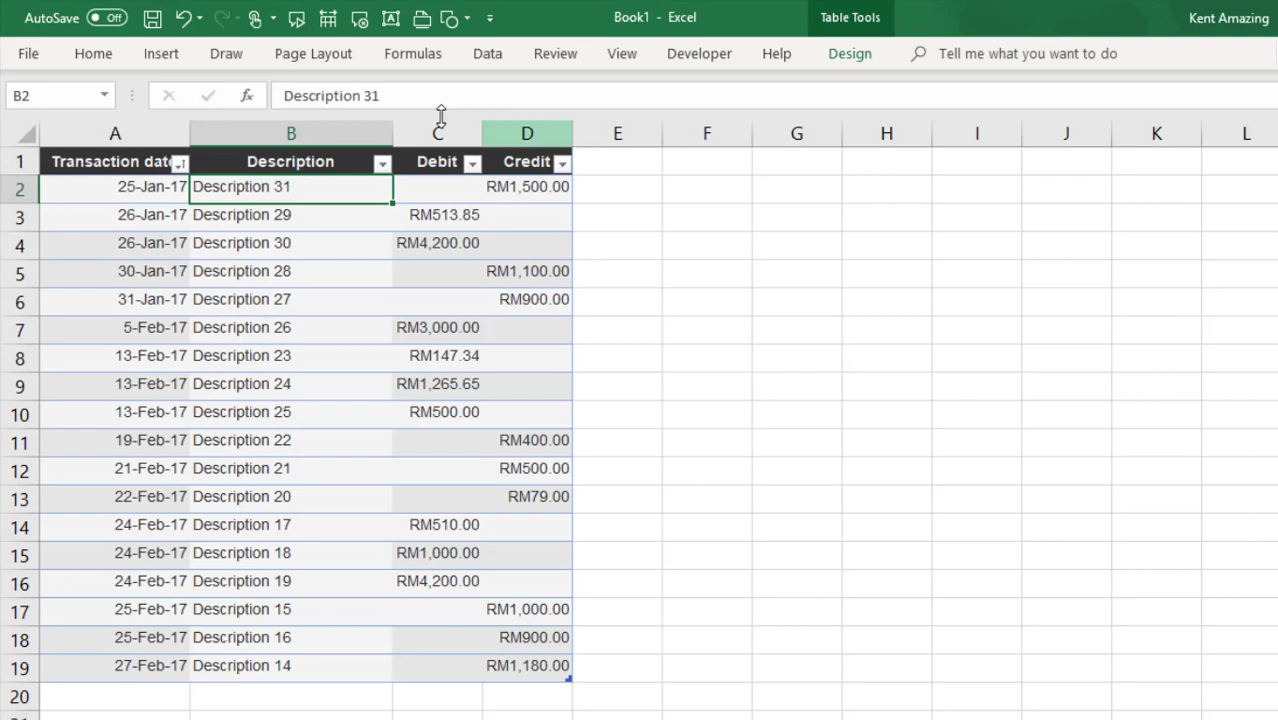 AutoSave Off Book1 - Excel Table Tools Kent Amazing
File Home Insert Draw Page Layout Formulas Data Review View Developer Help Design Tell me what you want to do
B2 fx Description 31
A B C D E F G H I J K L
1 Transaction date Description Debit Credit
2 25-Jan-17 Description 31 RM1,500.00
3 26-Jan-17 Description 29 RM513.85
4 26-Jan-17 Description 30 RM4,200.00
5 30-Jan-17 Description 28 RM1,100.00
6 31-Jan-17 Description 27 RM900.00
7 5-Feb-17 Description 26 RM3,000.00
8 13-Feb-17 Description 23 RM147.34
9 13-Feb-17 Description 24 RM1,265.65
10 13-Feb-17 Description 25 RM500.00
11 19-Feb-17 Description 22 RM400.00
12 21-Feb-17 Description 21 RM500.00
13 22-Feb-17 Description 20 RM79.00
14 24-Feb-17 Description 17 RM510.00
15 24-Feb-17 Description 18 RM1,000.00
16 24-Feb-17 Description 19 RM4,200.00
17 25-Feb-17 Description 15 RM1,000.00
18 25-Feb-17 Description 16 RM900.00
19 27-Feb-17 Description 14 RM1,180.00
20